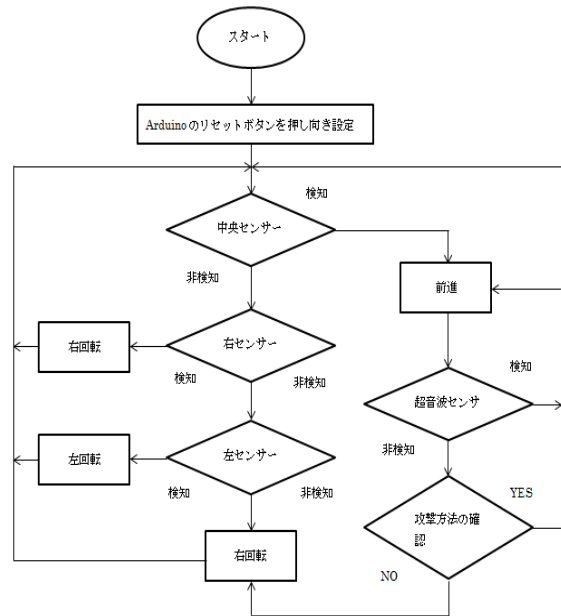 スタート
Arduinoのリセットボタンを押し向き設定
検知
中央センサー
非検知
前進
右回転
右センサー
検知
非検知
検知
超音波センサ
非検知
左回転
左センサー
検知
非検知
YES
攻撃方法の確
認
右回転
NO